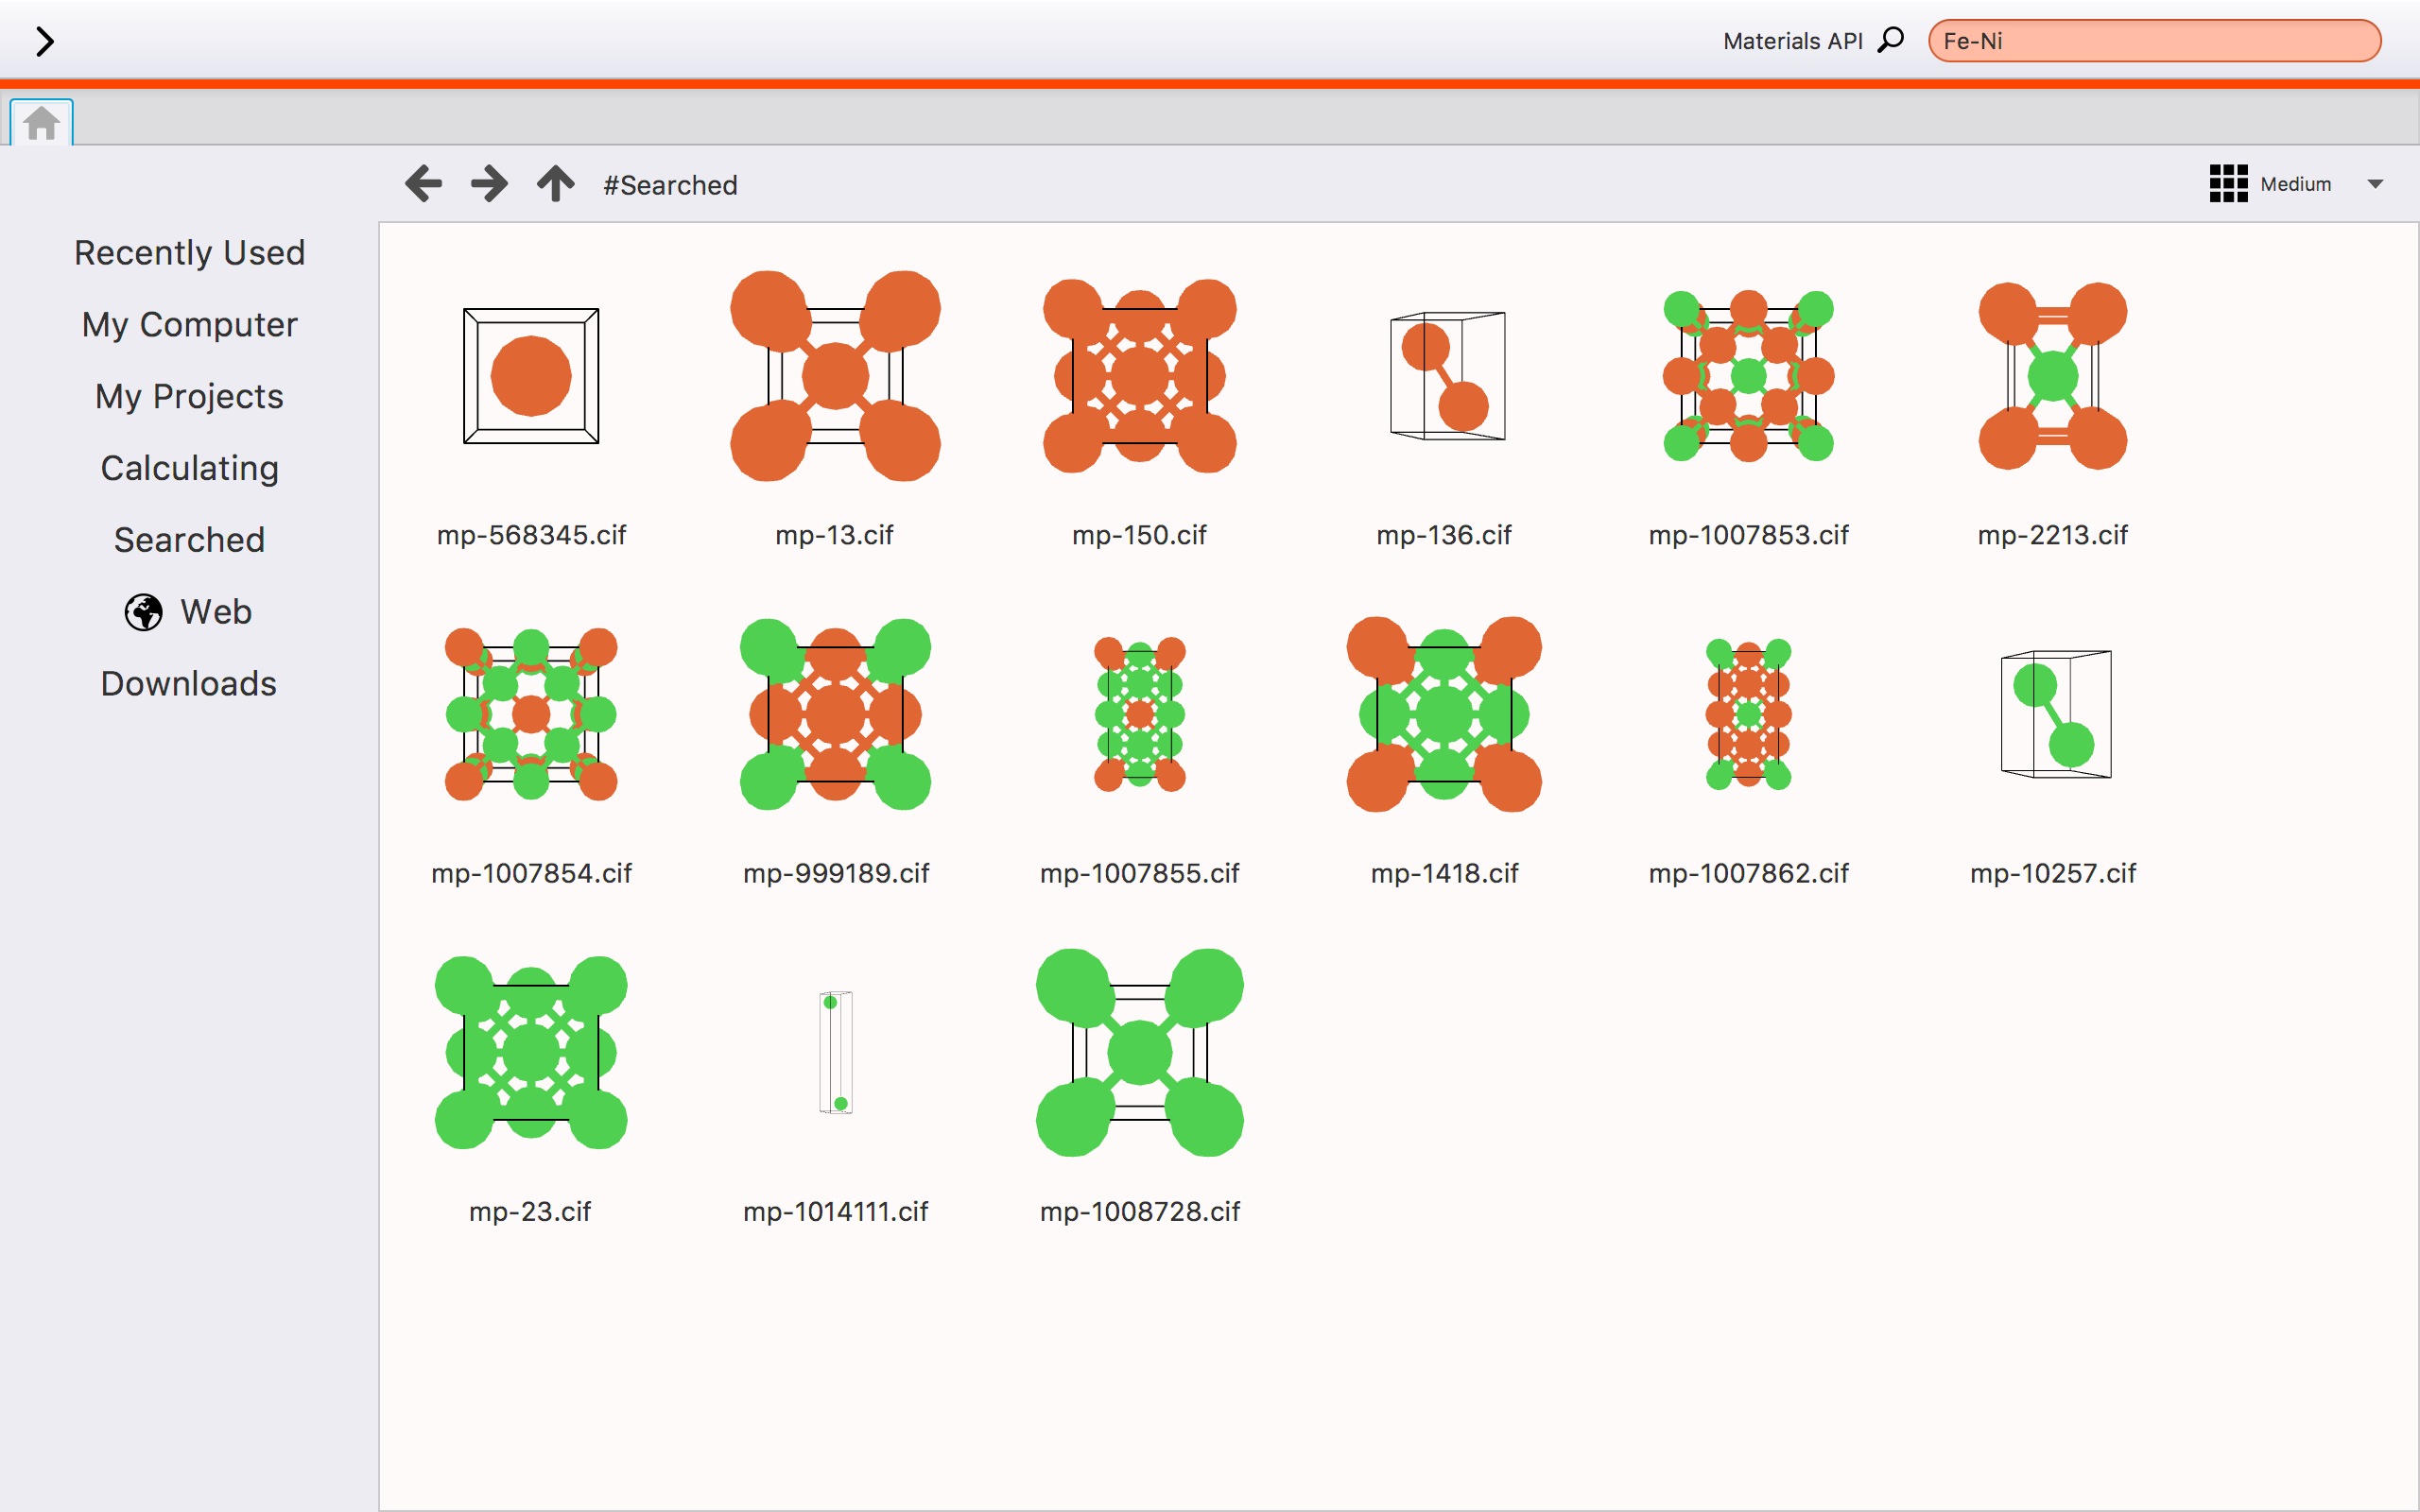 Materials API
Fe-Ni
#Searched
Medium
Recently Used
My Computer
My Projects
Calculating
Searched
Web
Downloads
mp-568345.cif
mp-13.cif
mp-150.cif
mp-136.cif
mp-1007853.cif
mp-2213.cif
mp-1007854.cif
mp-999189.cif
mp-1007855.cif
mp-1418.cif
mp-1007862.cif
mp-10257.cif
mp-23.cif
mp-1014111.cif
mp-1008728.cif